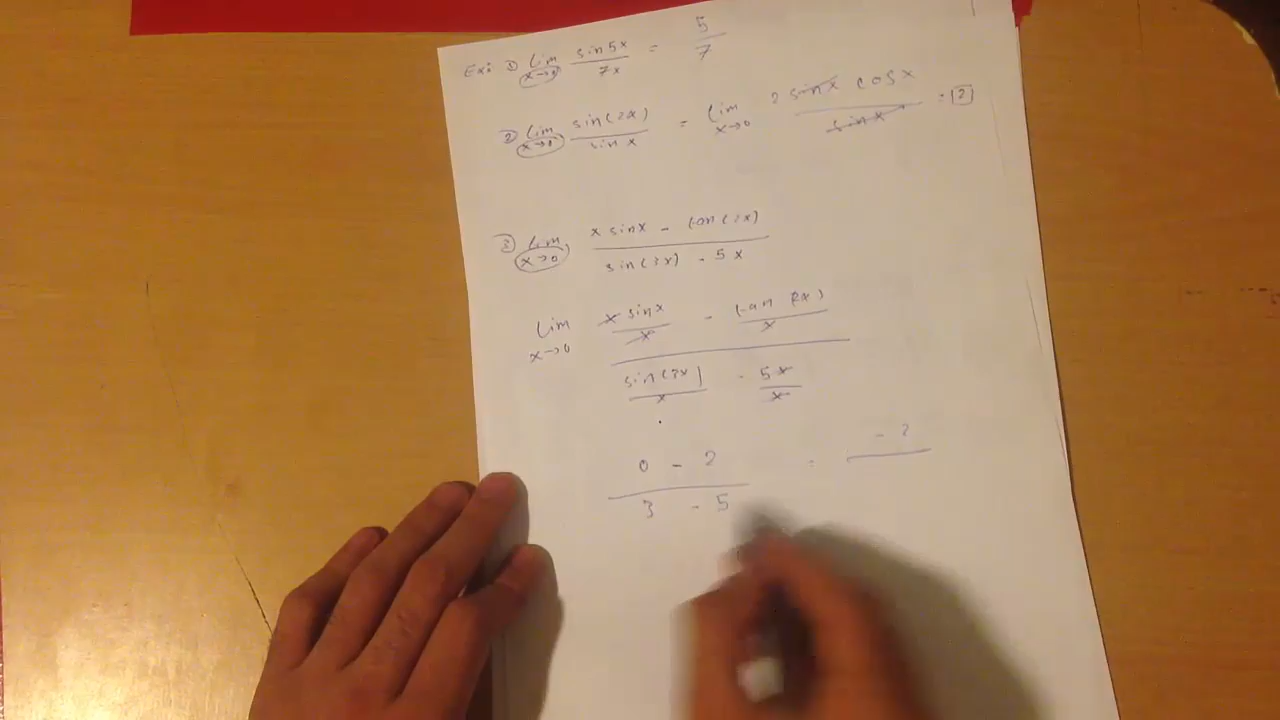 Ex: ① lim x→0 sin5x / 7x = 5/7
② lim x→0 sin(2x) / sin x = lim x→0 2 sinx cosx / sinx = 2
③ lim x→0 x sinx - tan(2x) / sin(3x) - 5x
lim x→0 x sinx / x - tan(2x) / x
sin(3x) / x - 5x / x
0 - 2 / 3 - 5 = - 2